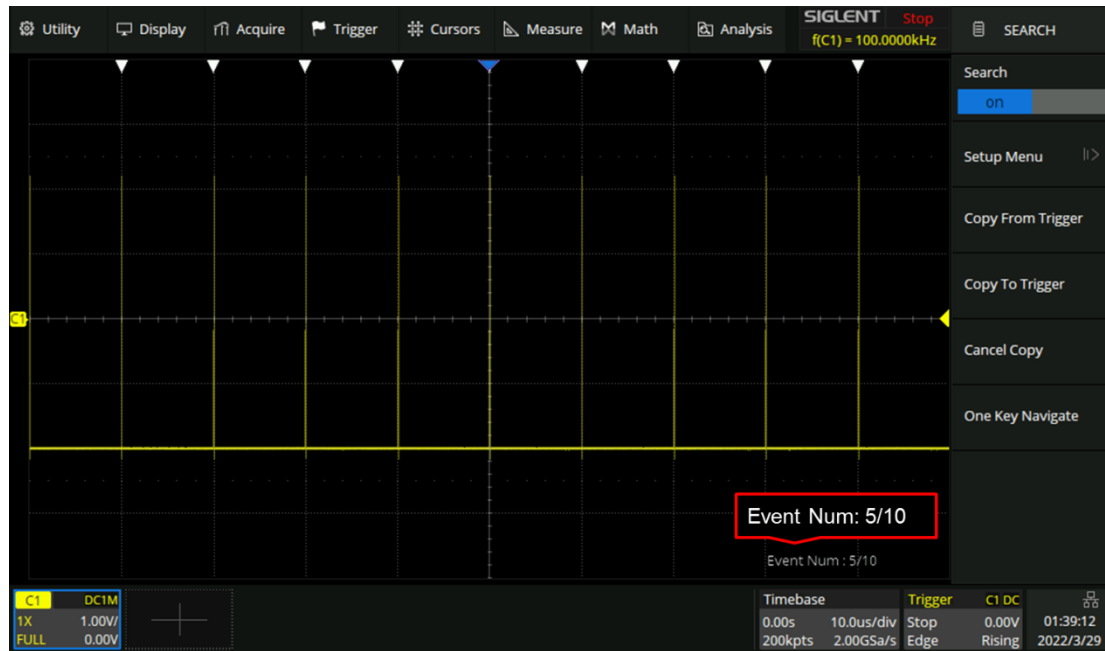 Utility Display Acquire Trigger Cursors Measure Math Analysis SIGLENT Stop SEARCH
f(C1) = 100.0000kHz
Search
on
Setup Menu
Copy From Trigger
Copy To Trigger
C1
Cancel Copy
One Key Navigate
Event Num: 5/10
Event Num : 5/10
C1 DC1M
1X 1.00V/
FULL 0.00V
Timebase
0.00s 10.0us/div
200kpts 2.00GSa/s
Trigger C1 DC
Stop 0.00V
Edge Rising
01:39:12
2022/3/29